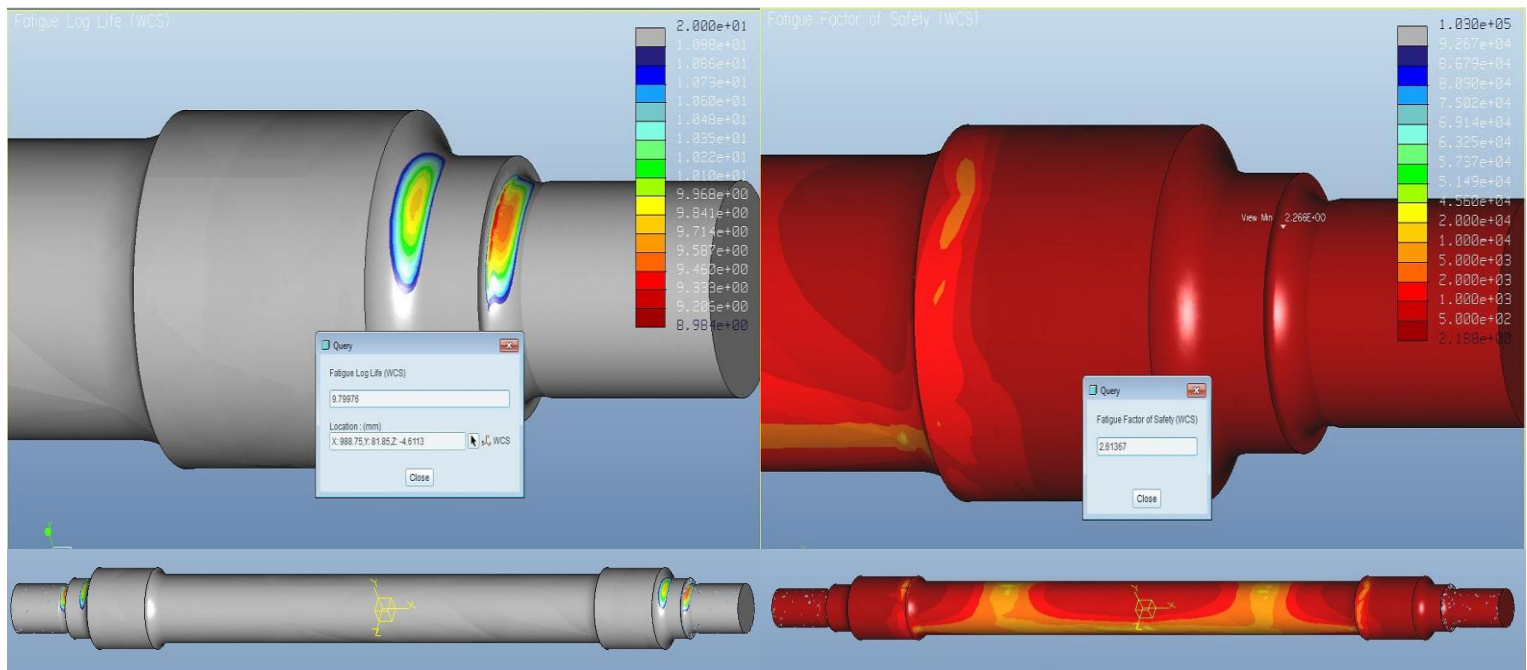 Fatigue Log Life (WCS)
2.000e+01
1.098e+01
1.086e+01
1.073e+01
1.060e+01
1.048e+01
1.035e+01
1.022e+01
1.010e+01
9.968e+00
9.841e+00
9.714e+00
9.587e+00
9.460e+00
9.333e+00
9.206e+00
8.984e+00
Query
Fatigue Log Life (WCS)
9.79976
Location : (mm)
X: 988.75,Y: 81.85,Z: -4.6113
WCS
Close
Fatigue Factor of Safety (WCS)
1.030e+05
9.267e+04
8.679e+04
8.090e+04
7.502e+04
6.914e+04
6.325e+04
5.737e+04
5.149e+04
4.560e+04
2.000e+04
1.000e+04
5.000e+03
2.000e+03
1.000e+03
5.000e+02
2.188e+00
View Min 2.266E+00
Query
Fatigue Factor of Safety (WCS)
2.61367
Close
Y
X
Z
Y
X
Z